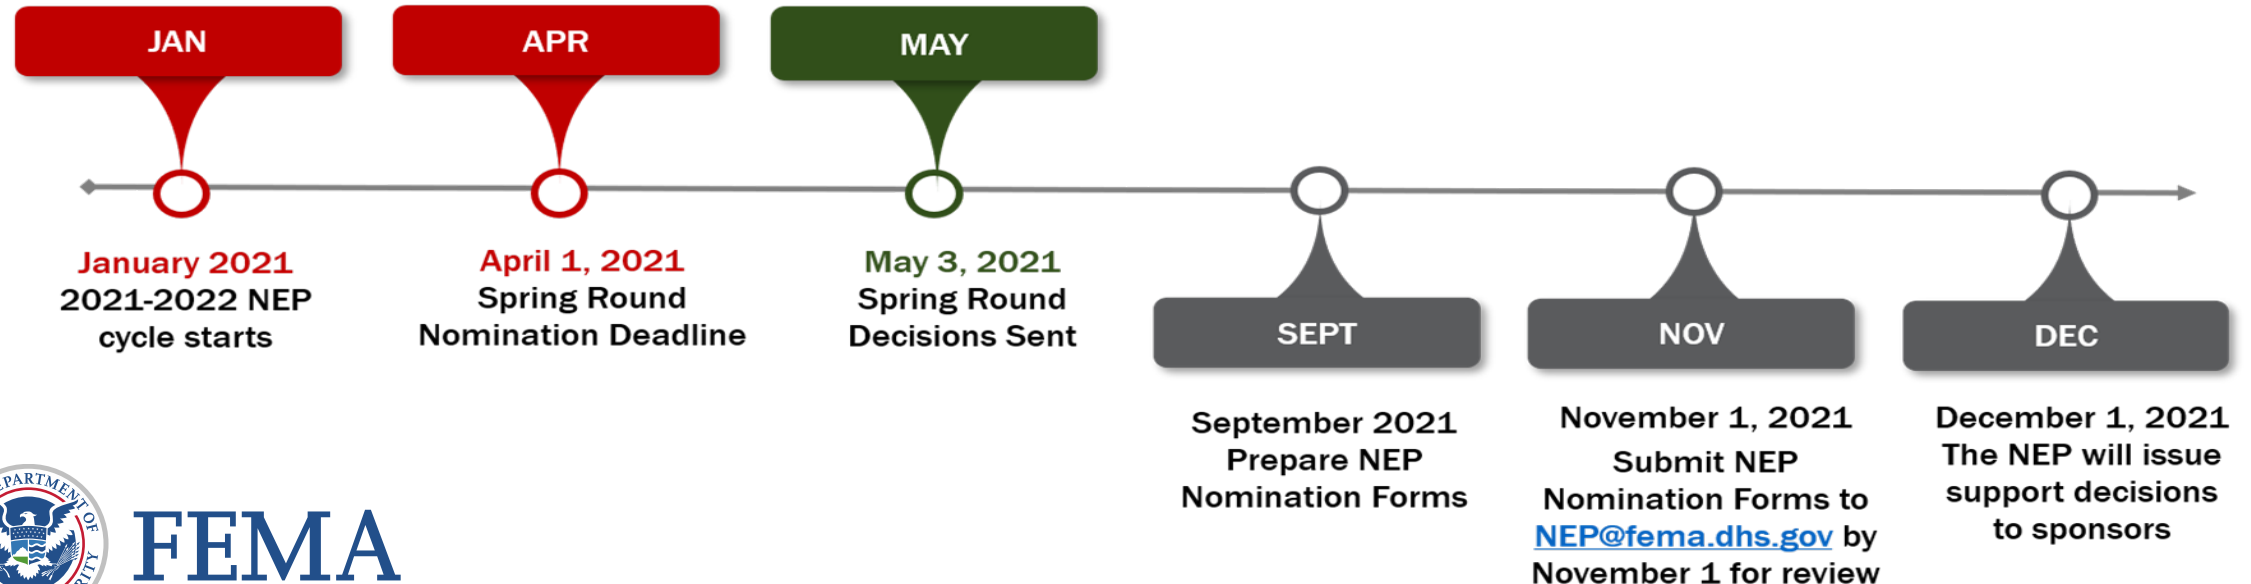 JAN
APR
MAY
January 2021
2021-2022 NEP
cycle starts
April 1, 2021
Spring Round
Nomination Deadline
May 3, 2021
Spring Round
Decisions Sent
SEPT
NOV
DEC
September 2021
Prepare NEP
Nomination Forms
November 1, 2021
Submit NEP
Nomination Forms to
NEP@fema.dhs.gov by
November 1 for review
December 1, 2021
The NEP will issue
support decisions
to sponsors
FEMA